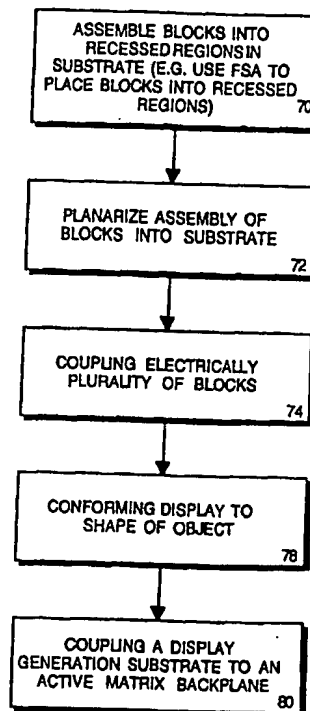 ASSEMBLE BLOCKS INTO
RECESSED REGIONS IN
SUBSTRATE (E.G. USE FSA TO
PLACE BLOCKS INTO RECESSED
REGIONS)
70
PLANARIZE ASSEMBLY OF
BLOCKS INTO SUBSTRATE
72
COUPLING ELECTRICALLY
PLURALITY OF BLOCKS
74
CONFORMING DISPLAY TO
SHAPE OF OBJECT
78
COUPLING A DISPLAY
GENERATION SUBSTRATE TO AN
ACTIVE MATRIX BACKPLANE
80